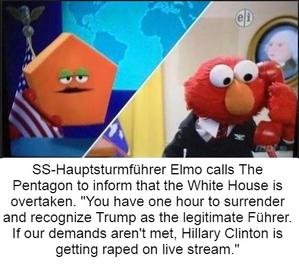 ei
SS-Hauptsturmführer Elmo calls The
Pentagon to inform that the White House is
overtaken. "You have one hour to surrender
and recognize Trump as the legitimate Führer.
If our demands aren't met, Hillary Clinton is
getting raped on live stream."